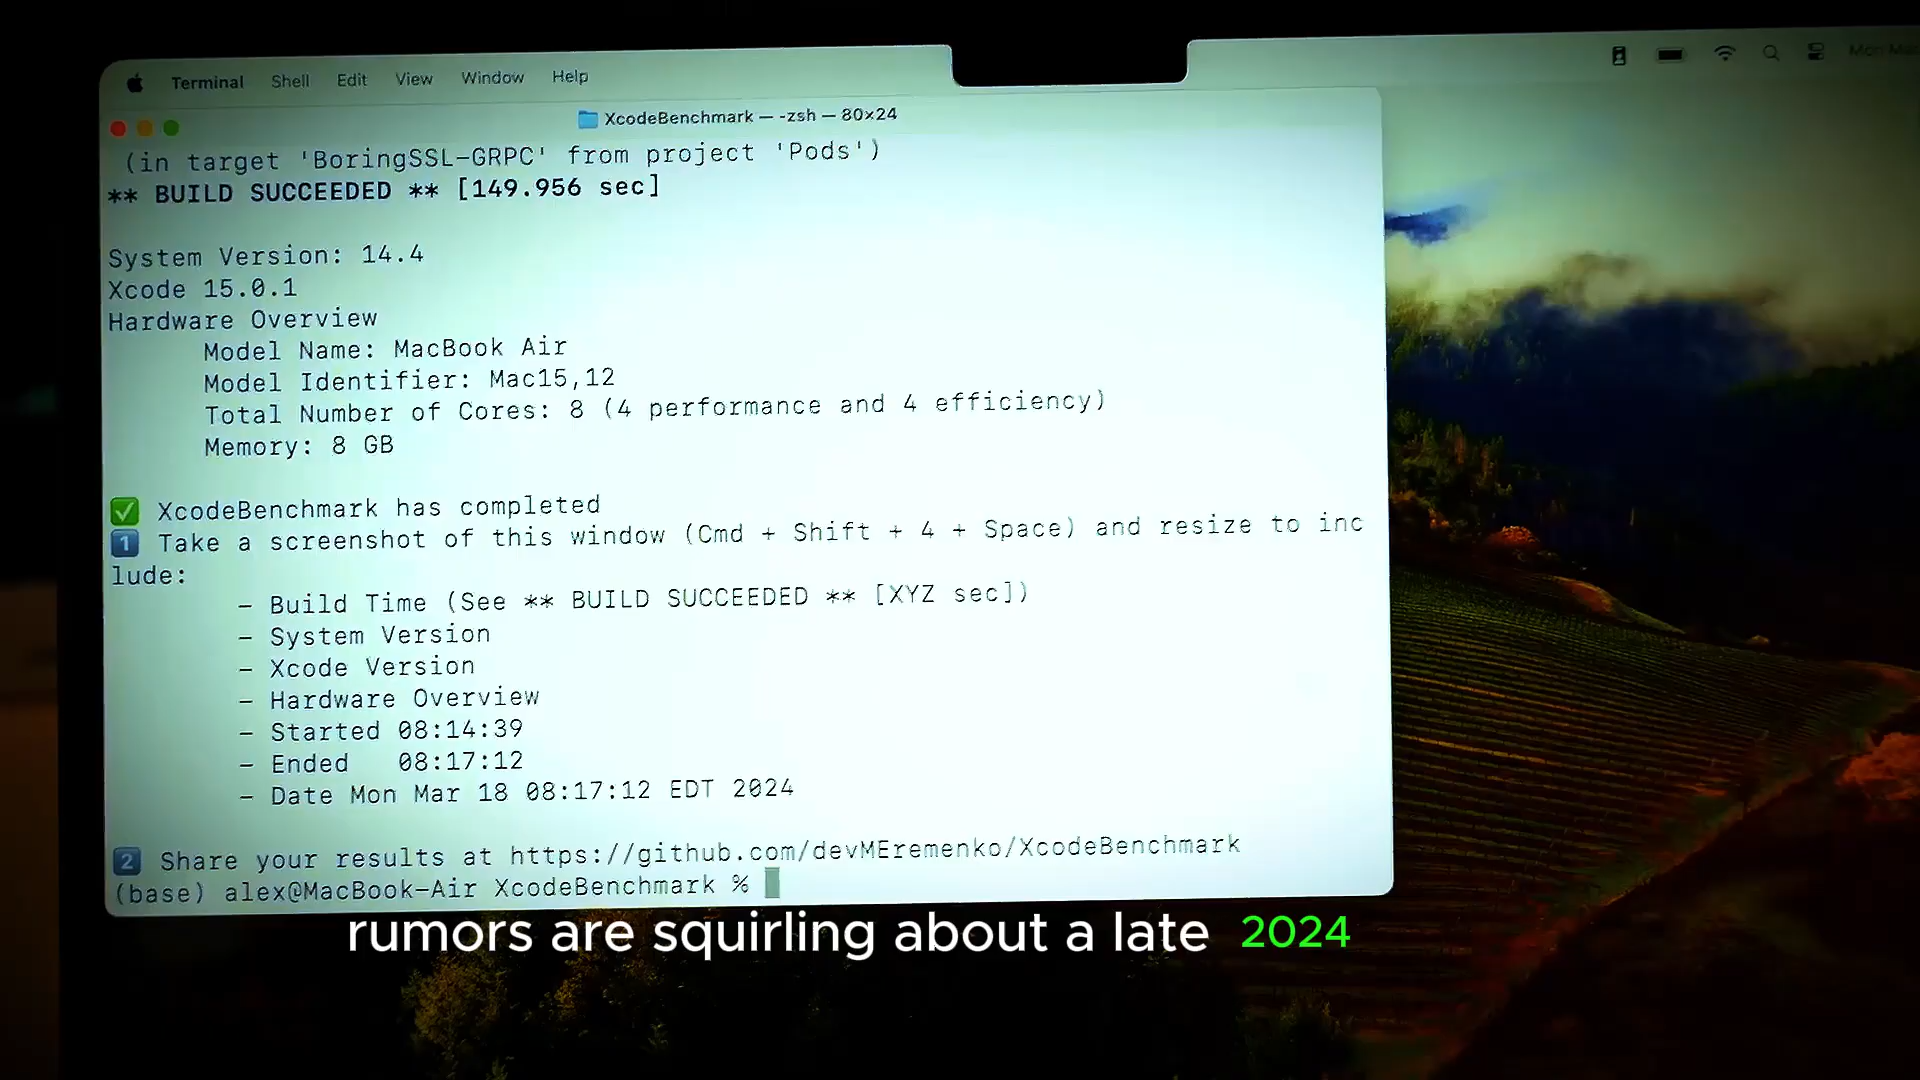 Terminal Shell Edit View Window Help
XcodeBenchmark — -zsh — 80×24
(in target 'BoringSSL-GRPC' from project 'Pods')
** BUILD SUCCEEDED ** [149.956 sec]
System Version: 14.4
Xcode 15.0.1
Hardware Overview
Model Name: MacBook Air
Model Identifier: Mac15,12
Total Number of Cores: 8 (4 performance and 4 efficiency)
Memory: 8 GB
✅ XcodeBenchmark has completed
1️⃣ Take a screenshot of this window (Cmd + Shift + 4 + Space) and resize to inc
lude:
- Build Time (See ** BUILD SUCCEEDED ** [XYZ sec])
- System Version
- Xcode Version
- Hardware Overview
- Started 08:14:39
- Ended 08:17:12
- Date Mon Mar 18 08:17:12 EDT 2024
2️⃣ Share your results at https://github.com/devMEremenko/XcodeBenchmark
(base) alex@MacBook-Air XcodeBenchmark %
rumors are squirling about a late 2024